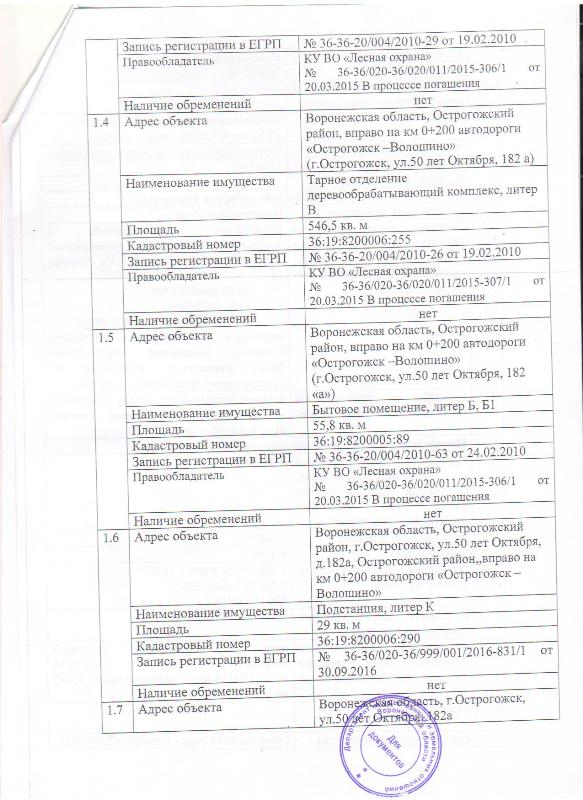 Запись регистрации в ЕГРП № 36-36-20/004/2010-29 от 19.02.2010
Правообладатель КУ ВО «Лесная охрана»
№ 36-36/020-36/020/011/2015-306/1 от
20.03.2015 В процессе погашения
Наличие обременений нет
1.4 Адрес объекта Воронежская область, Острогожский
район, вправо на км 0+200 автодороги
«Острогожск –Волошино»
(г.Острогожск, ул.50 лет Октября, 182 а)
Наименование имущества Тарное отделение
деревообрабатывающий комплекс, литер
В
Площадь 546,5 кв. м
Кадастровый номер 36:19:8200006:255
Запись регистрации в ЕГРП № 36-36-20/004/2010-26 от 19.02.2010
Правообладатель КУ ВО «Лесная охрана»
№ 36-36/020-36/020/011/2015-307/1 от
20.03.2015 В процессе погашения
Наличие обременений нет
1.5 Адрес объекта Воронежская область, Острогожский
район, вправо на км 0+200 автодороги
«Острогожск –Волошино»
(г.Острогожск, ул.50 лет Октября, 182
«а»)
Наименование имущества Бытовое помещение, литер Б, Б1
Площадь 55,8 кв. м
Кадастровый номер 36:19:8200005:89
Запись регистрации в ЕГРП № 36-36-20/004/2010-63 от 24.02.2010
Правообладатель КУ ВО «Лесная охрана»
№ 36-36/020-36/020/011/2015-306/1 от
20.03.2015 В процессе погашения
Наличие обременений нет
1.6 Адрес объекта Воронежская область, Острогожский
район, г.Острогожск, ул.50 лет Октября,
д.182а, Острогожский район,,вправо на
км 0+200 автодороги «Острогожск –
Волошино»
Наименование имущества Подстанция, литер К
Площадь 29 кв. м
Кадастровый номер 36:19:8200006:290
Запись регистрации в ЕГРП № 36-36/020-36/999/001/2016-831/1 от
30.09.2016
Наличие обременений нет
1.7 Адрес объекта Воронежская область, г.Острогожск,
ул.50 лет Октября, 182а
Департамент имущественных и земельных отношений
Воронежской области
Для
документов